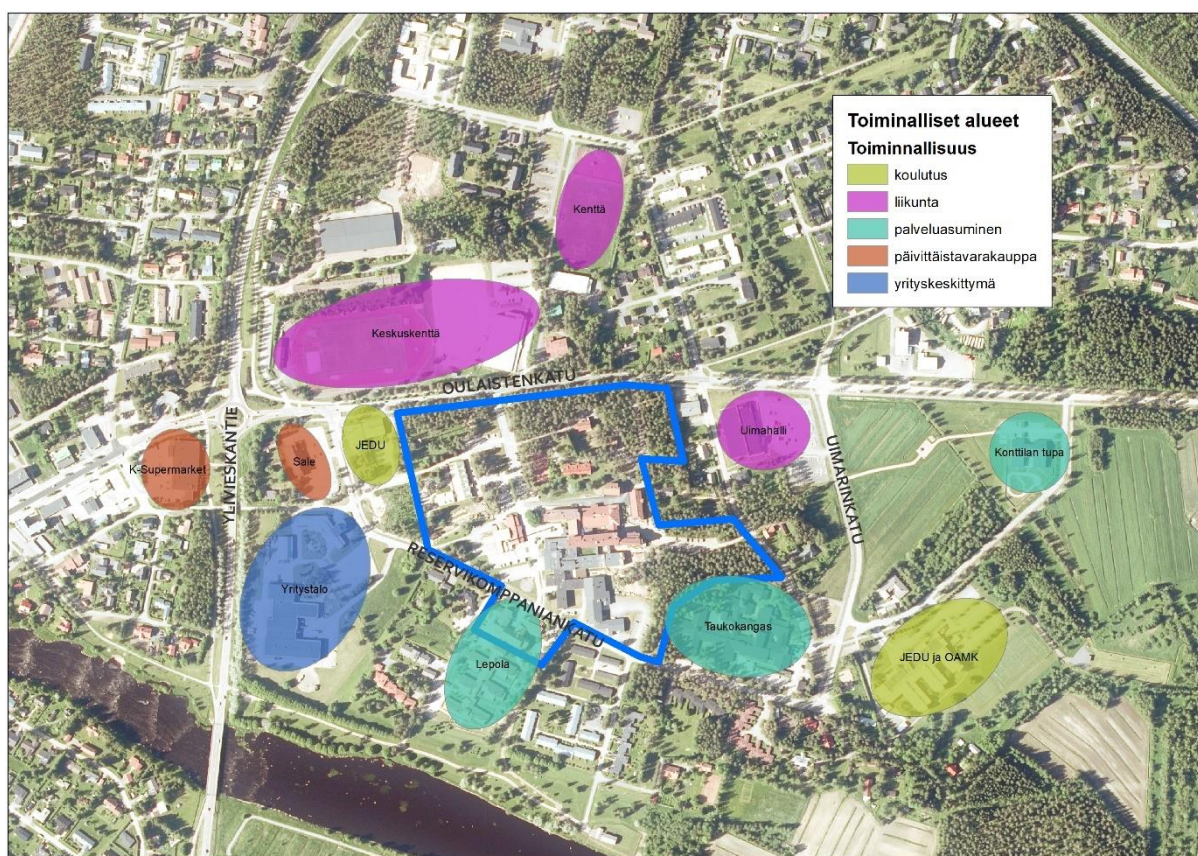 Toiminalliset alueet
Toiminnallisuus
koulutus
liikunta
palveluasuminen
päivittäistavarakauppa
yrityskeskittymä
Kenttä
Keskuskenttä
OULAISTENKATU
YLIVIESKANTIE
K-Supermarket
Sale
JEDU
Uimahalli
UIMARINKATU
Konttilan tupa
Yritystalo
RESERVIKOMPPANIANKATU
Lepola
Taukokangas
JEDU ja OAMK